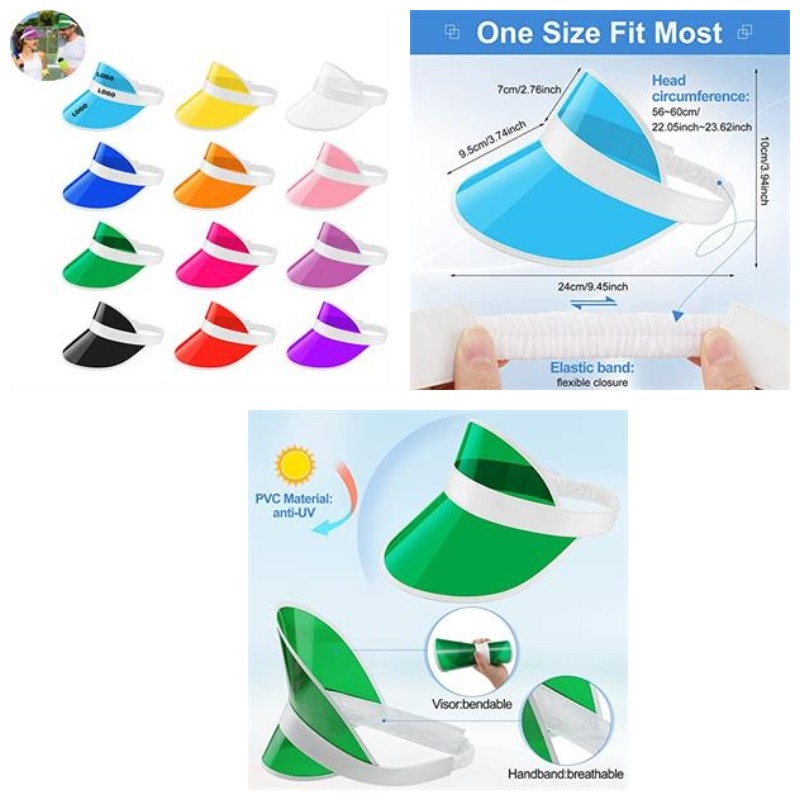 LOGO
LOGO
LOGO
One Size Fit Most
7cm/2.76inch
Head
circumference:
56~60cm/
22.05inch~23.62inch
9.5cm/3.74inch
10cm/3.94inch
24cm/9.45inch
Elastic band:
flexible closure
PVC Material:
anti-UV
Visor:bendable
Handband:breathable